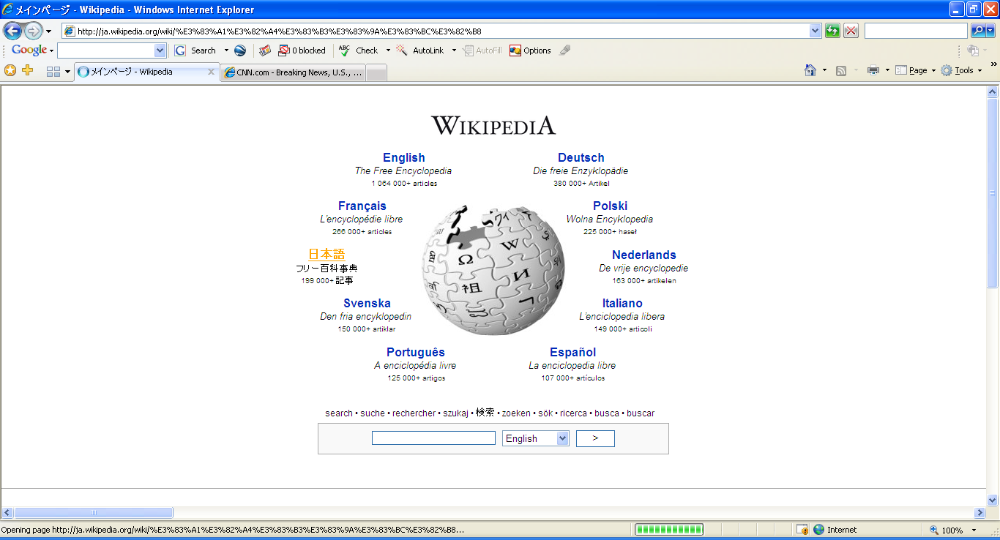 メインページ - Wikipedia - Windows Internet Explorer
http://ja.wikipedia.org/wiki/%E3%83%A1%E3%82%A4%E3%83%B3%E3%83%9A%E3%83%BC%E3%82%B8
Google G Search 0 blocked ABC Check AutoLink AutoFill Options
メインページ - Wikipedia CNN.com - Breaking News, U.S., ... Page Tools »
WIKIPEDIA
English Deutsch
The Free Encyclopedia Die freie Enzyklopädie
1 064 000+ articles 380 000+ Artikel
Français Polski
L'encyclopédie libre Wolna Encyklopedia
266 000+ articles 225 000+ haseł
日本語 Nederlands
フリー百科事典 De vrije encyclopedie
199 000+ 記事 163 000+ artikelen
Svenska Italiano
Den fria encyklopedin L'enciclopedia libera
150 000+ artiklar 149 000+ articoli
Português Español
A enciclopédia livre La enciclopedia libre
125 000+ artigos 107 000+ artículos
W
Ω И
祖
search • suche • rechercher • szukaj • 検索 • zoeken • sök • ricerca • busca • buscar
English >
Opening page http://ja.wikipedia.org/wiki/%E3%83%A1%E3%82%A4%E3%83%B3%E3%83%9A%E3%83%BC%E3%82%B8... Internet 100%